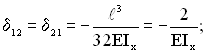 δ₁₂ = δ₂₁ = −ℓ³/32EIₓ = −2/EIₓ;